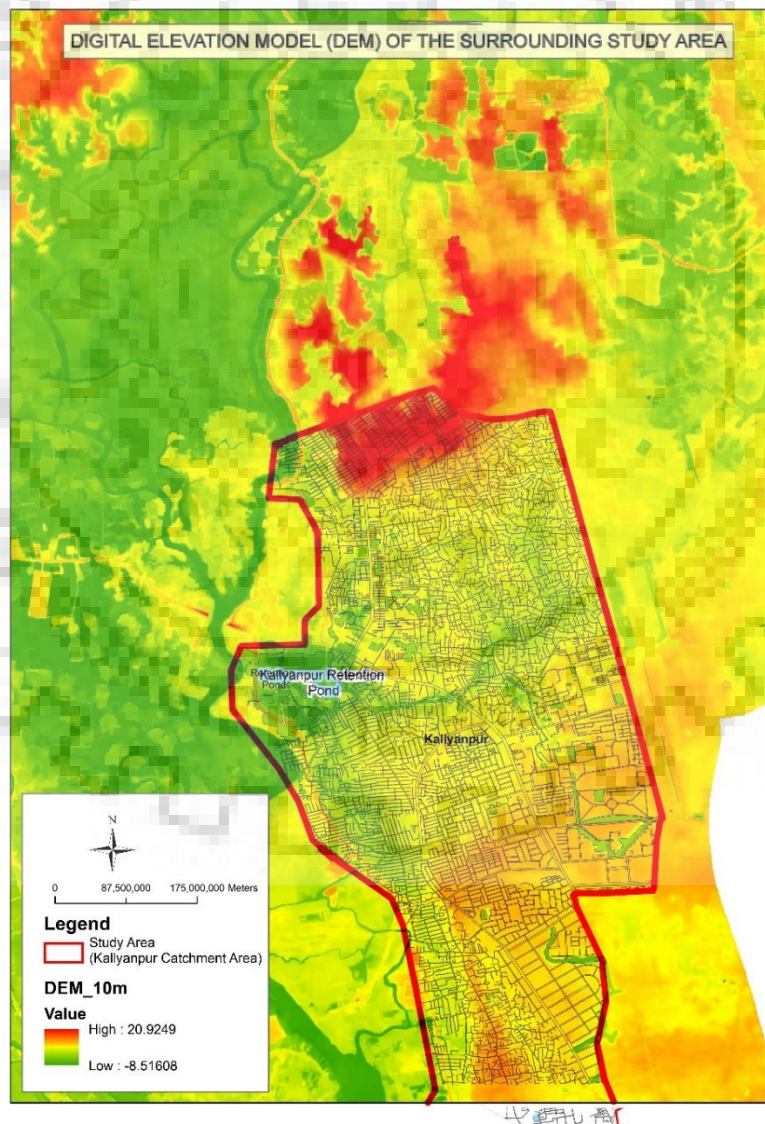 DIGITAL ELEVATION MODEL (DEM) OF THE SURROUNDING STUDY AREA
Kallyanpur Retention
Pond
Pond
Kallyanpur
N
0 87,500,000 175,000,000 Meters
Legend
Study Area
(Kallyanpur Catchment Area)
DEM_10m
Value
High : 20.9249
Low : -8.51608